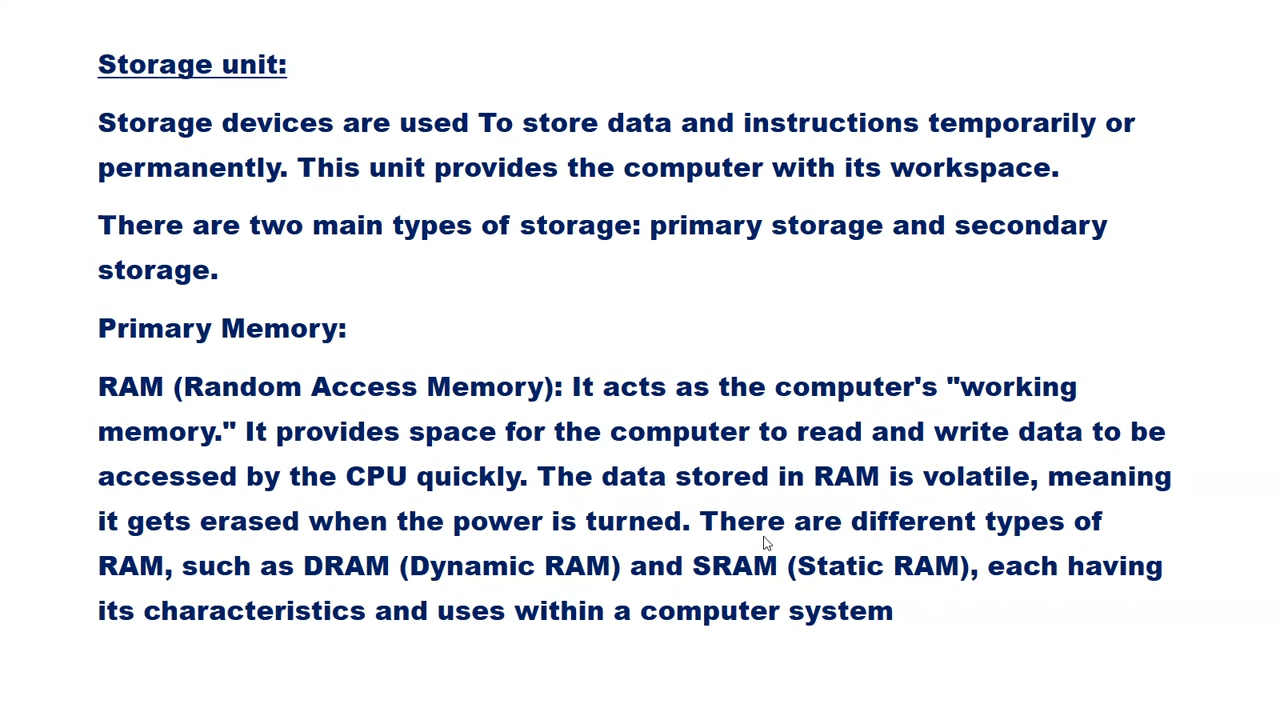 Storage unit:
Storage devices are used To store data and instructions temporarily or
permanently. This unit provides the computer with its workspace.
There are two main types of storage: primary storage and secondary
storage.
Primary Memory:
RAM (Random Access Memory): It acts as the computer's "working
memory." It provides space for the computer to read and write data to be
accessed by the CPU quickly. The data stored in RAM is volatile, meaning
it gets erased when the power is turned. There are different types of
RAM, such as DRAM (Dynamic RAM) and SRAM (Static RAM), each having
its characteristics and uses within a computer system